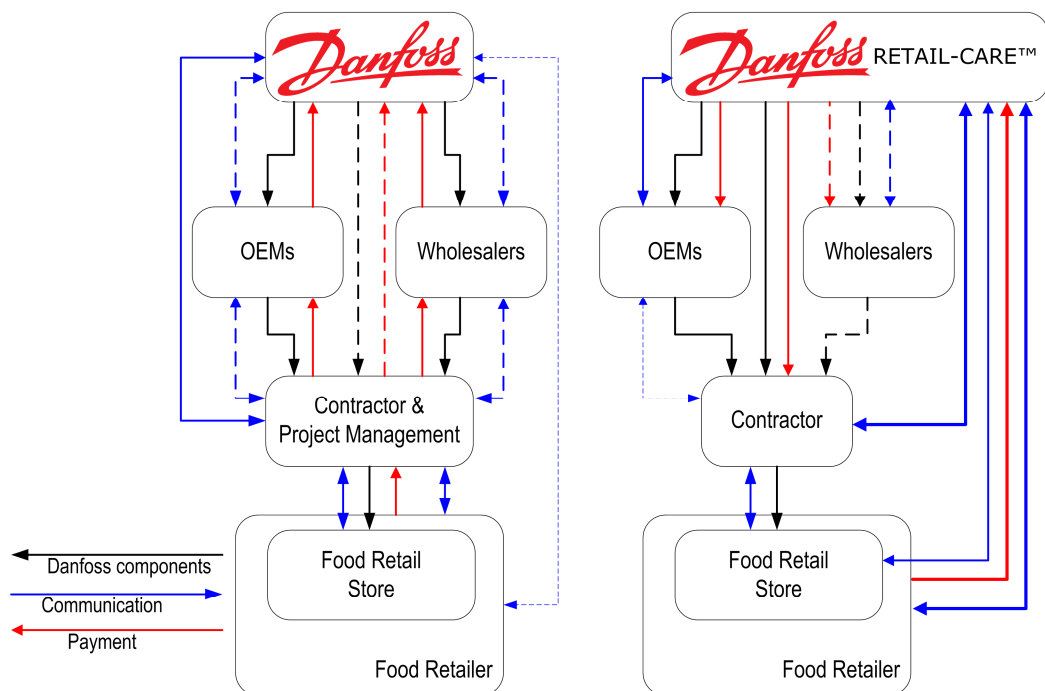 Danfoss
OEMs
Wholesalers
Contractor &
Project Management
Food Retail
Store
Food Retailer
Danfoss components
Communication
Payment
Danfoss RETAIL-CARE™
OEMs
Wholesalers
Contractor
Food Retail
Store
Food Retailer